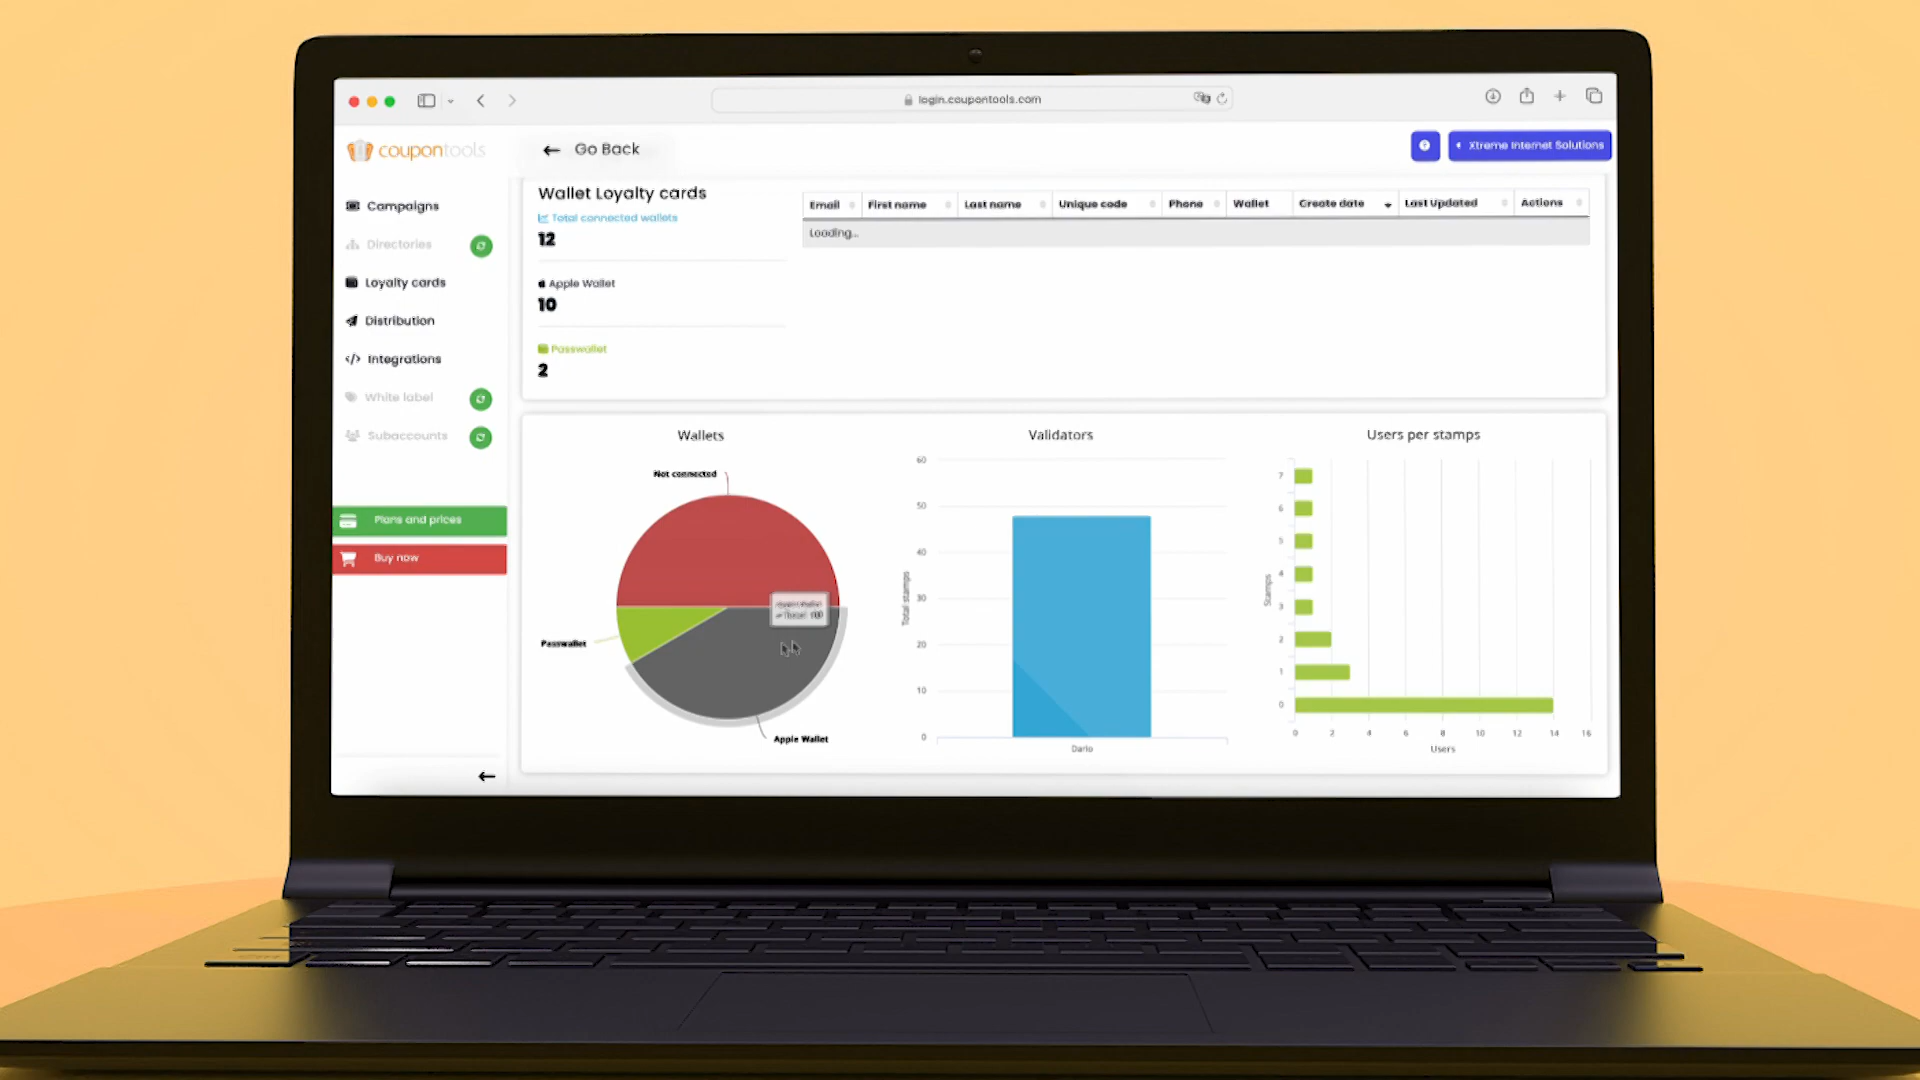 login.coupontools.com
coupontools
Go Back
Xtreme Internet Solutions
Campaigns
Directories
Loyalty cards
Distribution
Integrations
White label
Subaccounts
Plans and prices
Buy now
Wallet Loyalty cards
Total connected wallets
12
Apple Wallet
10
Passwallet
2
Email First name Last name Unique code Phone Wallet Create date Last Updated Actions
Loading...
Wallets
Not connected
Passwallet
Apple Wallet
Validators
60
50
40
30
20
10
0
Total stamps
Dario
Users per stamps
7
6
5
4
3
2
1
0
Stamps
0 2 4 6 8 10 12 14 16
Users